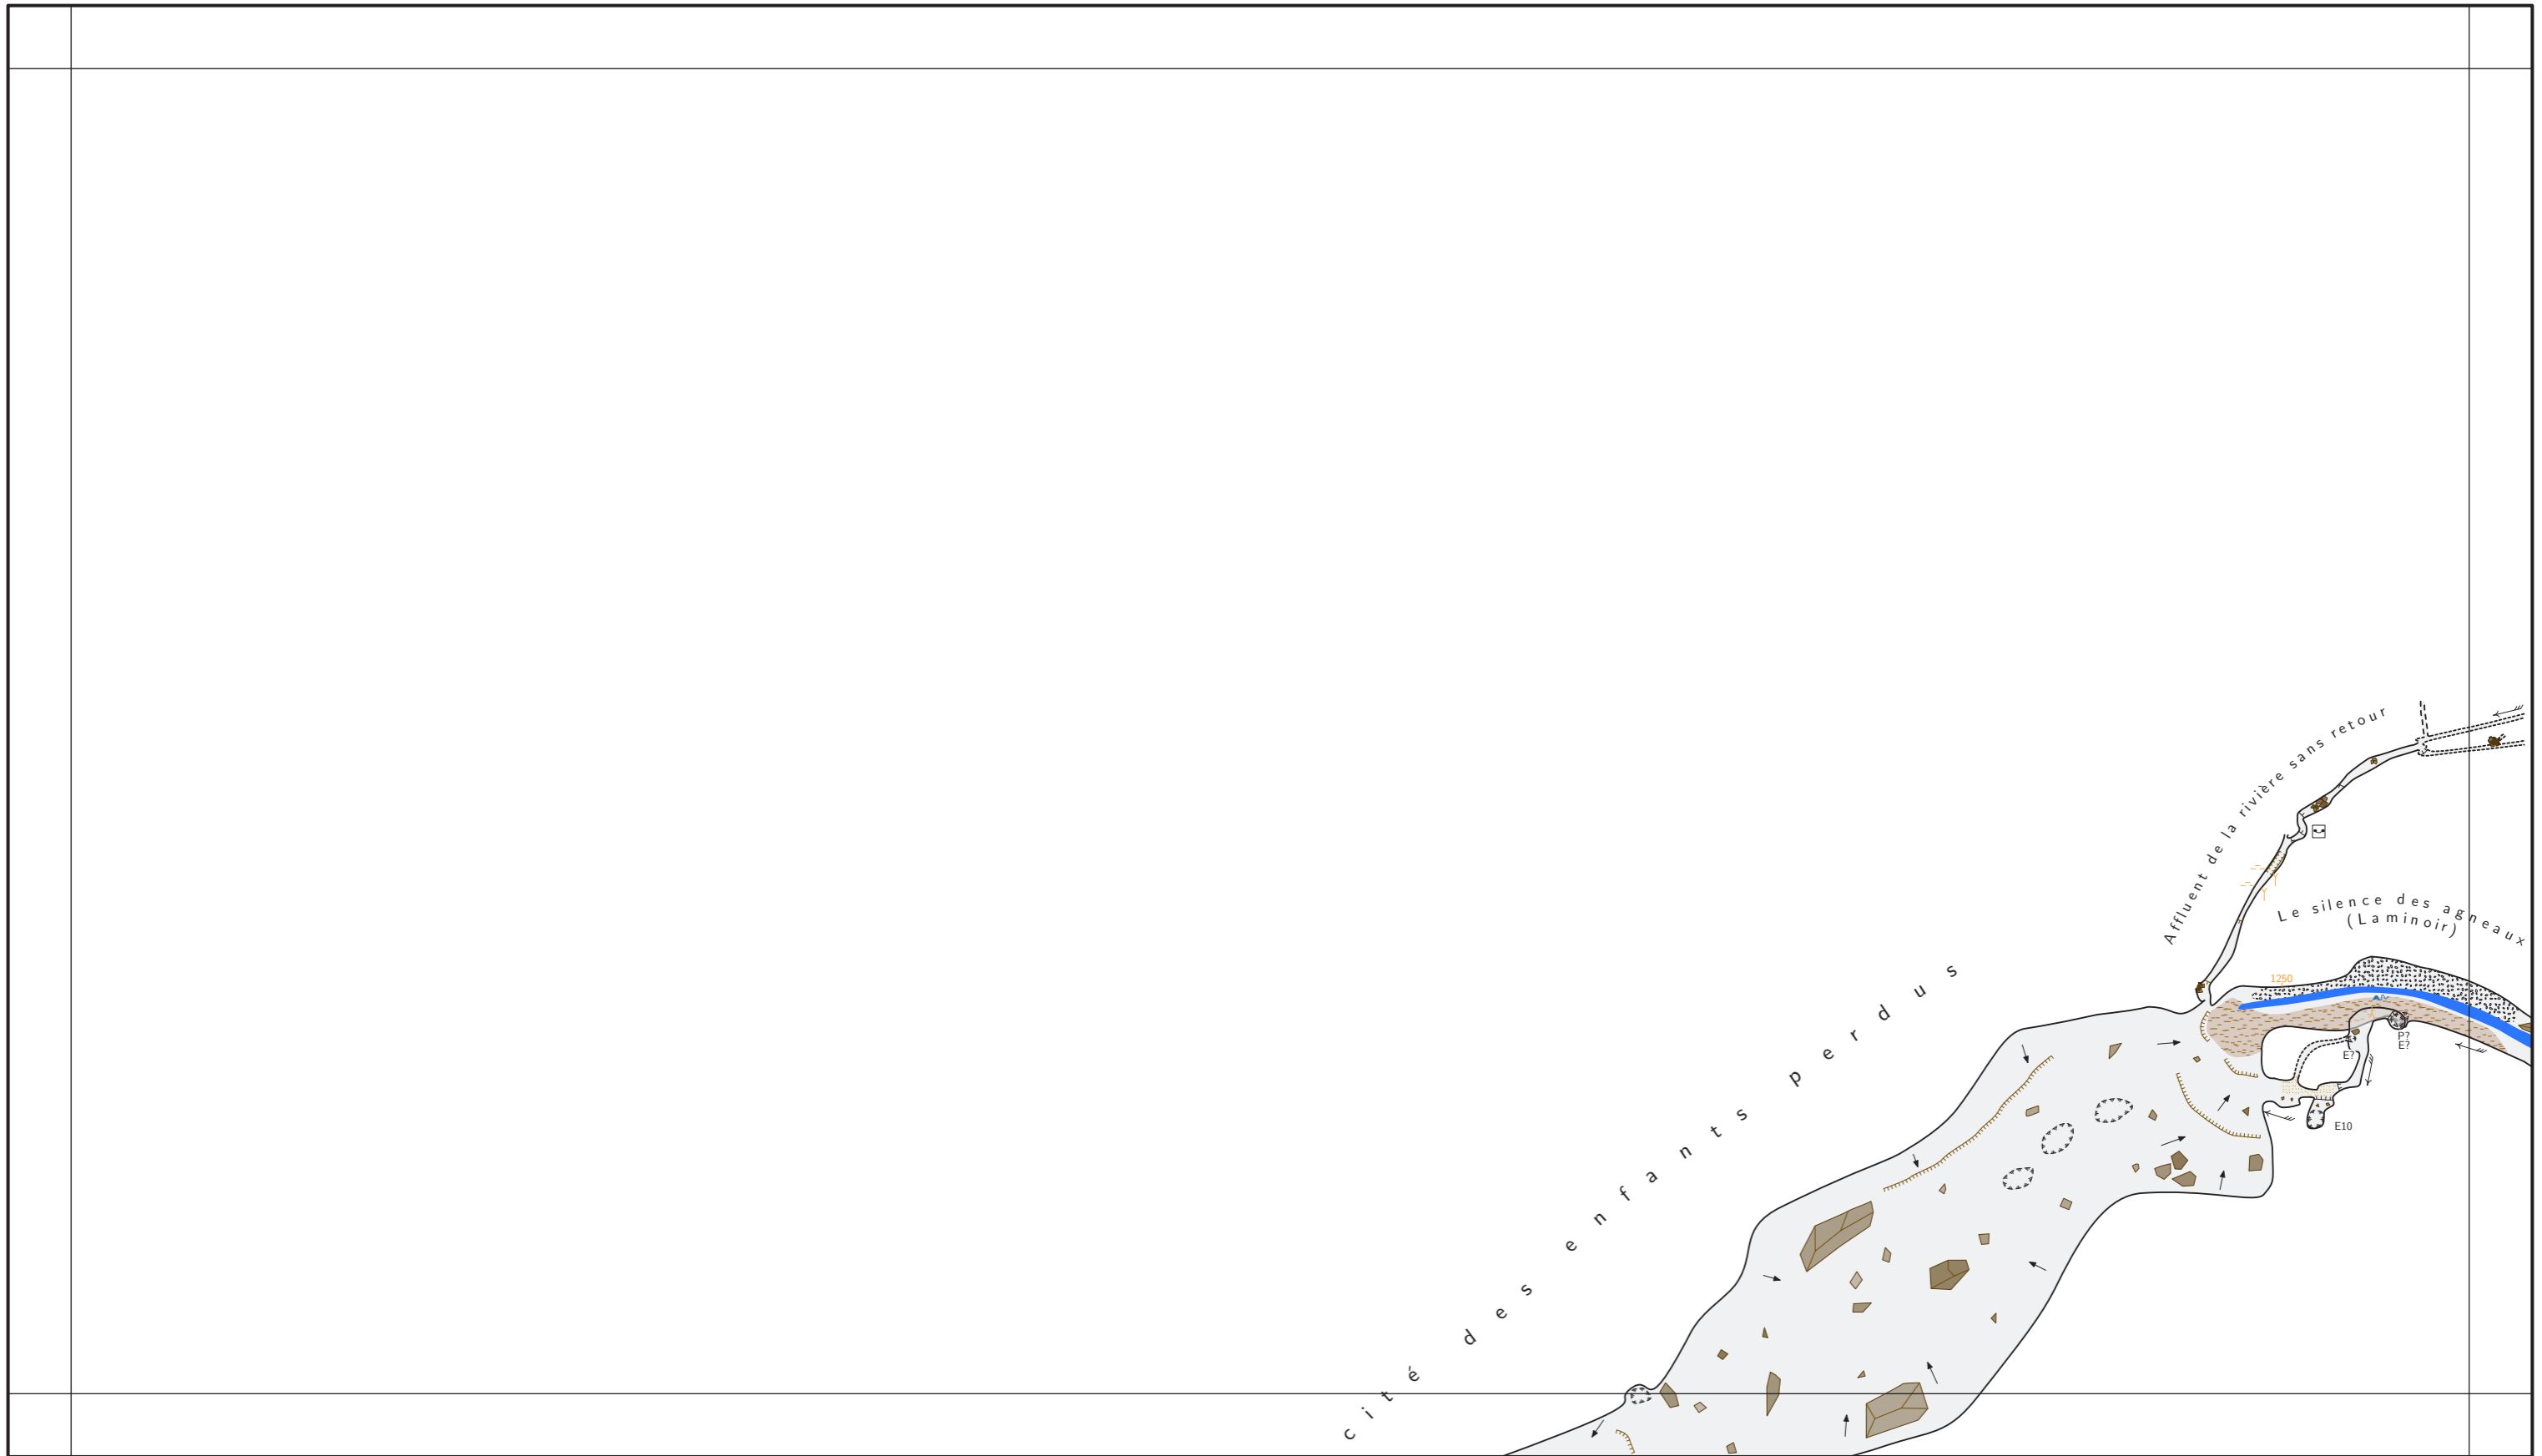 Affluent de la rivière sans retour
Le silence des agneaux
(Laminoir)
cité des enfants perdus
1250
P?
E?
E?
E10